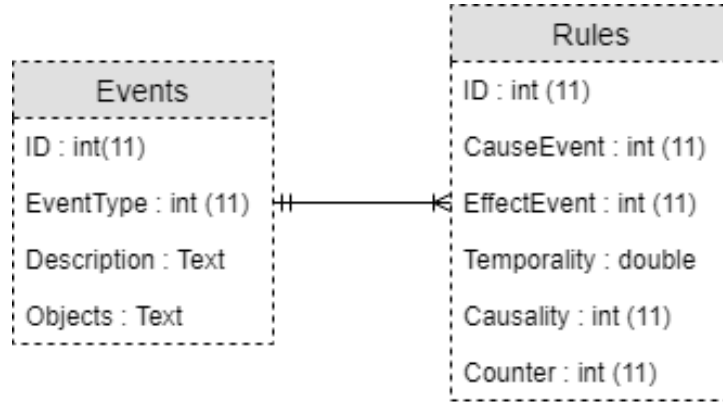 Events
ID : int(11)
EventType : int (11)
Description : Text
Objects : Text
Rules
ID : int (11)
CauseEvent : int (11)
EffectEvent : int (11)
Temporality : double
Causality : int (11)
Counter : int (11)